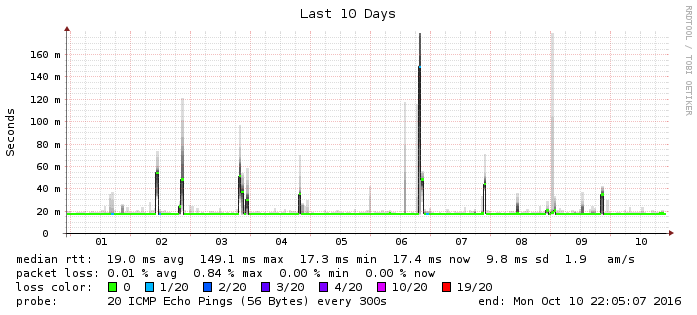 Last 10 Days
RRDTOOL / TOBI OETIKER
Seconds
160 m
140 m
120 m
100 m
80 m
60 m
40 m
20 m
0
01 02 03 04 05 06 07 08 09 10
median rtt: 19.0 ms avg 149.1 ms max 17.3 ms min 17.4 ms now 9.8 ms sd 1.9 am/s
packet loss: 0.01 % avg 0.84 % max 0.00 % min 0.00 % now
loss color: 0 1/20 2/20 3/20 4/20 10/20 19/20
probe: 20 ICMP Echo Pings (56 Bytes) every 300s end: Mon Oct 10 22:05:07 2016